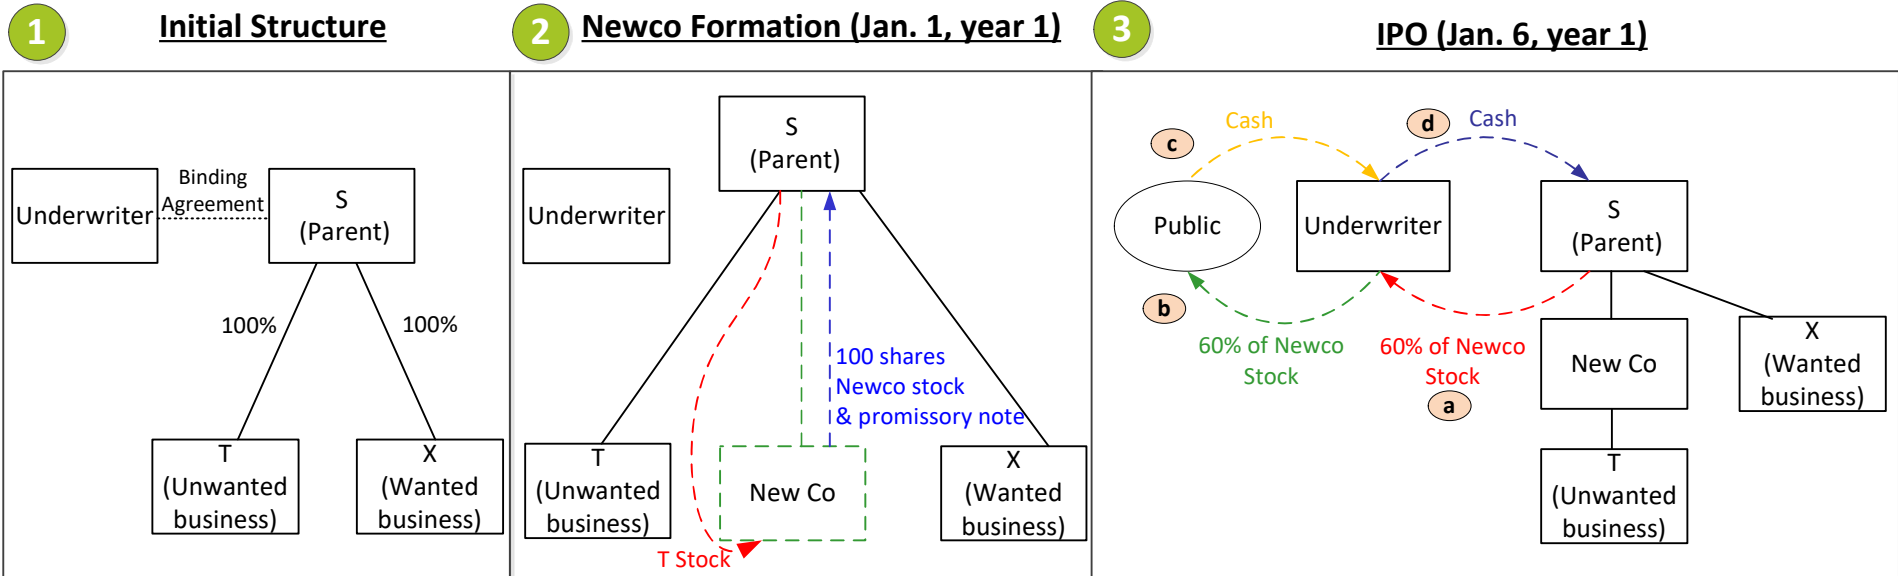 1
Initial Structure
Underwriter
Binding
Agreement
S
(Parent)
100%
100%
T
(Unwanted
business)
X
(Wanted
business)
2
Newco Formation (Jan. 1, year 1)
S
(Parent)
Underwriter
100 shares
Newco stock
& promissory note
T
(Unwanted
business)
New Co
X
(Wanted
business)
T Stock
3
IPO (Jan. 6, year 1)
c
Cash
d
Cash
Public
Underwriter
S
(Parent)
b
60% of Newco
Stock
60% of Newco
Stock
a
New Co
X
(Wanted
business)
T
(Unwanted
business)